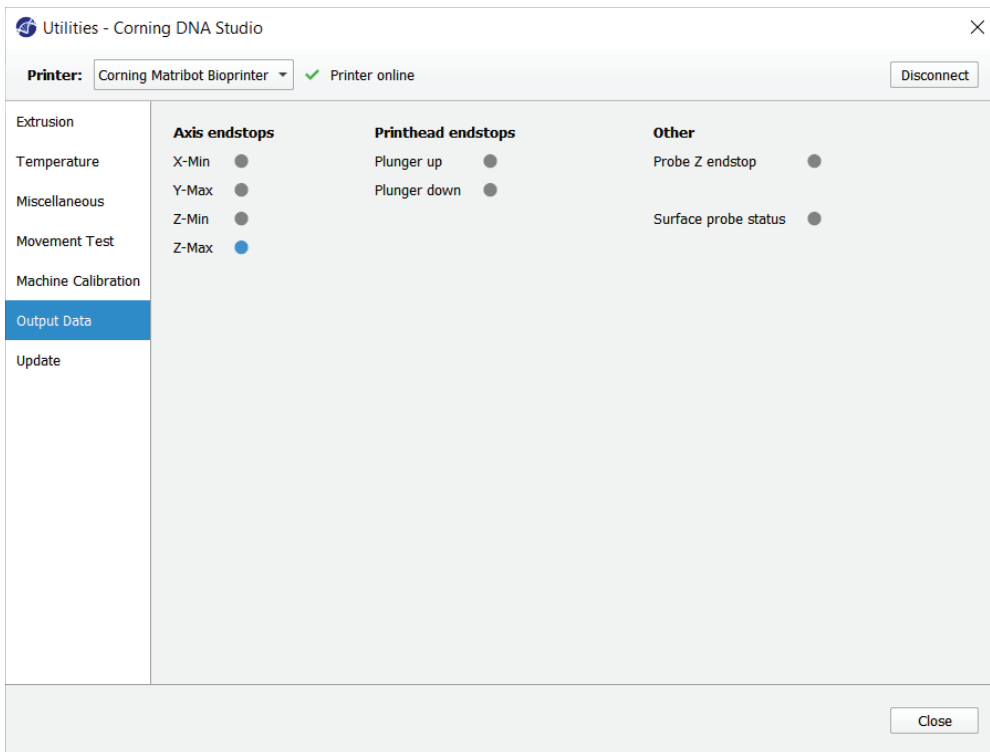 Utilities - Corning DNA Studio
Printer: Corning Matribot Bioprinter Printer online Disconnect
Extrusion
Temperature
Miscellaneous
Movement Test
Machine Calibration
Output Data
Update
Axis endstops
X-Min
Y-Max
Z-Min
Z-Max
Printhead endstops
Plunger up
Plunger down
Other
Probe Z endstop
Surface probe status
Close